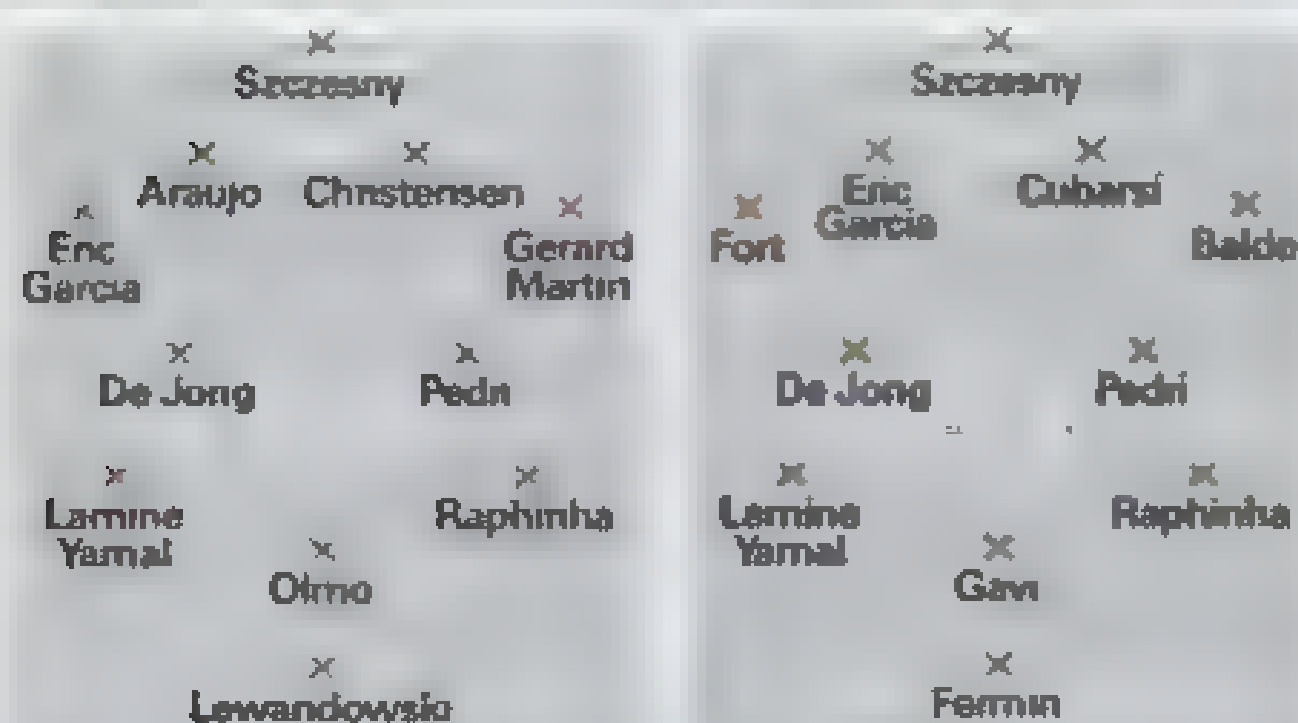 Szczesny
Araujo
Christensen
Eric
Garcia
Gerard
Martin
De Jong
Pedri
Lamine
Yamal
Raphinha
Olmo
Lewandowski
Szczesny
Eric
Garcia
Cubarsí
Fort
Balde
De Jong
Pedri
Lamine
Yamal
Raphinha
Gavi
Fermin